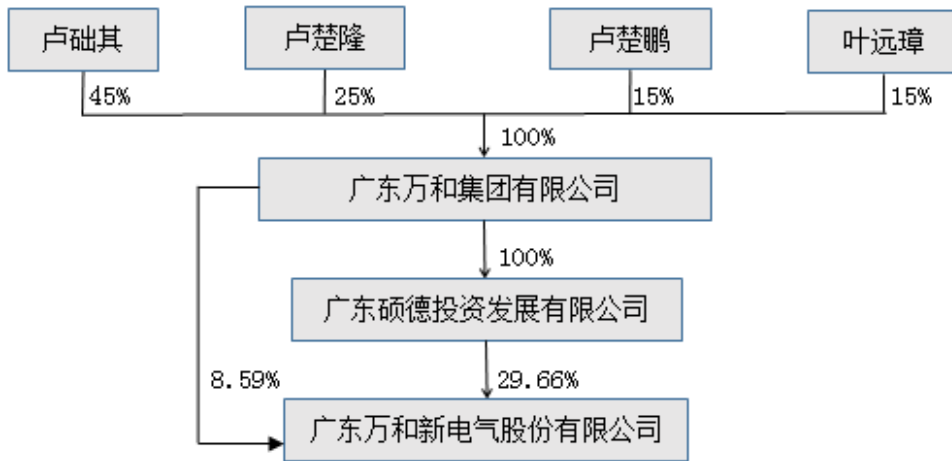 卢础其
卢楚隆
卢楚鹏
叶远璋
45%
25%
15%
15%
100%
广东万和集团有限公司
100%
广东硕德投资发展有限公司
8.59%
29.66%
广东万和新电气股份有限公司